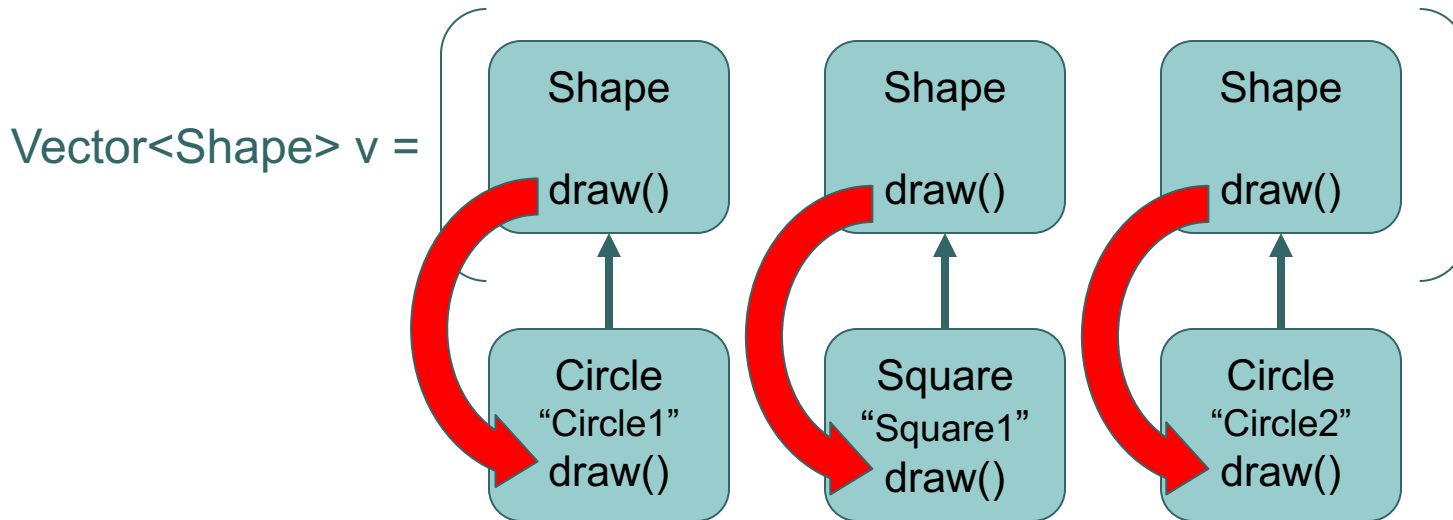 Vector<Shape> v =
Shape
draw()
Shape
draw()
Shape
draw()
Circle
“Circle1”
draw()
Square
“Square1”
draw()
Circle
“Circle2”
draw()